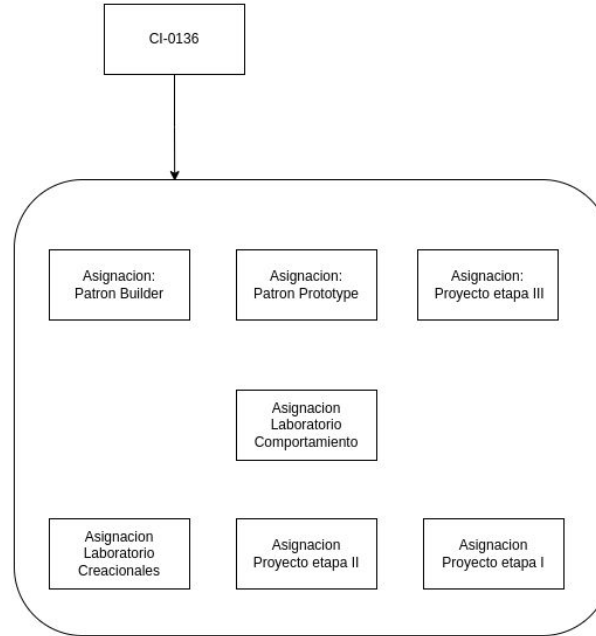 CI-0136
Asignacion:
Patron Builder
Asignacion:
Patron Prototype
Asignacion:
Proyecto etapa III
Asignacion
Laboratorio
Comportamiento
Asignacion
Laboratorio
Creacionales
Asignacion
Proyecto etapa II
Asignacion
Proyecto etapa I